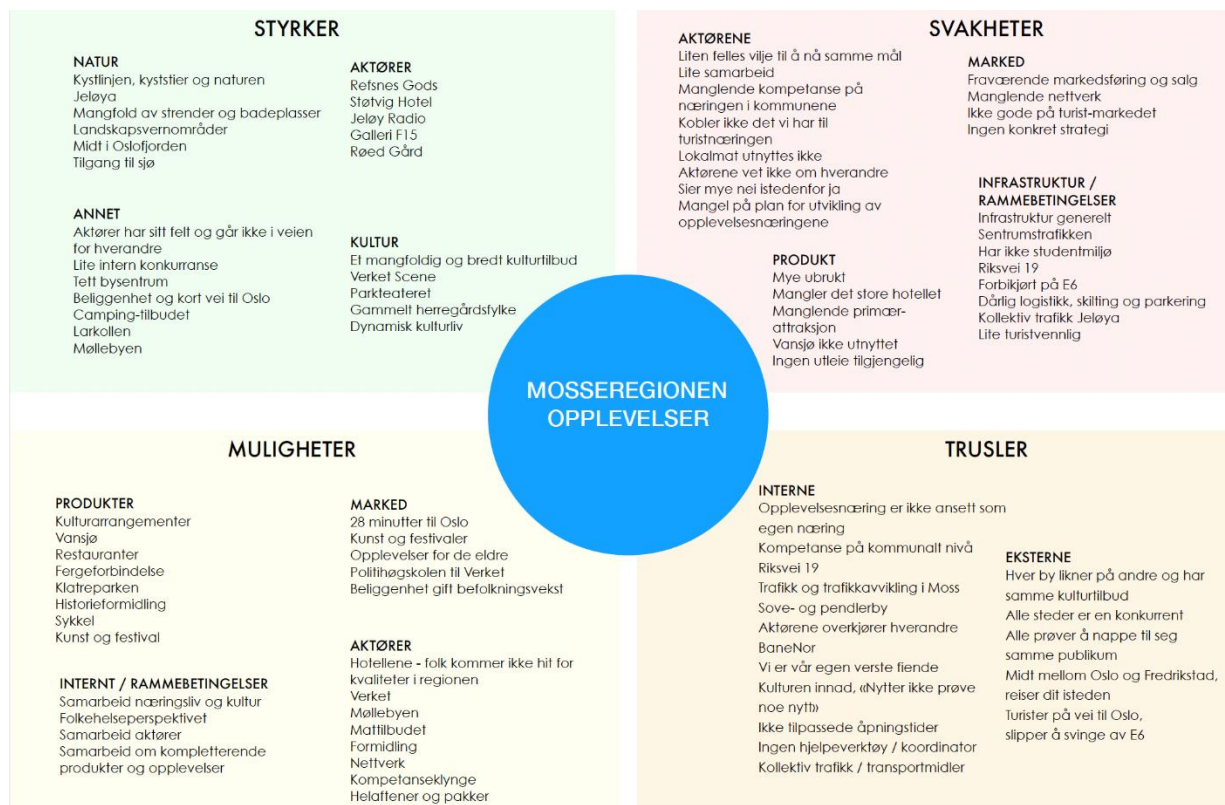 STYRKER
NATUR
Kystlinjen, kyststier og naturen
Jeløya
Mangfold av strender og badeplasser
Landskapsvernområder
Midt i Oslofjorden
Tilgang til sjø
AKTØRER
Refsnes Gods
Støtvig Hotel
Jeløy Radio
Galleri F15
Røed Gård
ANNET
Aktører har sitt felt og går ikke i veien
for hverandre
Lite intern konkurranse
Tett bysentrum
Beliggenhet og kort vei til Oslo
Camping-tilbudet
Larkollen
Møllebyen
KULTUR
Et mangfoldig og bredt kulturtilbud
Verket Scene
Parkteateret
Gammelt herregårdsfylke
Dynamisk kulturliv
SVAKHETER
AKTØRENE
Liten felles vilje til å nå samme mål
Lite samarbeid
Manglende kompetanse på
næringen i kommunene
Kobler ikke det vi har til
turistnæringen
Lokalmat utnyttes ikke
Aktørene vet ikke om hverandre
Sier mye nei istedenfor ja
Mangel på plan for utvikling av
opplevelsesnæringene
MARKED
Fraværende markedsføring og salg
Manglende nettverk
Ikke gode på turist-markedet
Ingen konkret strategi
PRODUKT
Mye ubrukt
Mangler det store hotellet
Manglende primær-
attraksjon
Vansjø ikke utnyttet
Ingen utleie tilgjengelig
INFRASTRUKTUR /
RAMMEBETINGELSER
Infrastruktur generelt
Sentrumstrafikken
Har ikke studentmiljø
Riksvei 19
Forbikjørt på E6
Dårlig logistikk, skilting og parkering
Kollektiv trafikk Jeløya
Lite turistvennlig
MOSSEREGIONEN
OPPLEVELSER
MULIGHETER
PRODUKTER
Kulturarrangementer
Vansjø
Restauranter
Fergeforbindelse
Klatreparken
Historieformidling
Sykkel
Kunst og festival
MARKED
28 minutter til Oslo
Kunst og festivaler
Opplevelser for de eldre
Politihøgskolen til Verket
Beliggenhet gift befolkningsvekst
INTERNT / RAMMEBETINGELSER
Samarbeid næringsliv og kultur
Folkehelseperspektivet
Samarbeid aktører
Samarbeid om kompletterende
produkter og opplevelser
AKTØRER
Hotellene - folk kommer ikke hit for
kvaliteter i regionen
Verket
Møllebyen
Mattilbudet
Formidling
Nettverk
Kompetanseklynge
Helaftener og pakker
TRUSLER
INTERNE
Opplevelsesnæring er ikke ansett som
egen næring
Kompetanse på kommunalt nivå
Riksvei 19
Trafikk og trafikkavvikling i Moss
Sove- og pendlerby
Aktørene overkjører hverandre
BaneNor
Vi er vår egen verste fiende
Kulturen innad, «Nytter ikke prøve
noe nytt»
Ikke tilpassede åpningstider
Ingen hjelpeverktøy / koordinator
Kollektiv trafikk / transportmidler
EKSTERNE
Hver by likner på andre og har
samme kulturtilbud
Alle steder er en konkurrent
Alle prøver å nappe til seg
samme publikum
Midt mellom Oslo og Fredrikstad,
reiser dit isteden
Turister på vei til Oslo,
slipper å svinge av E6